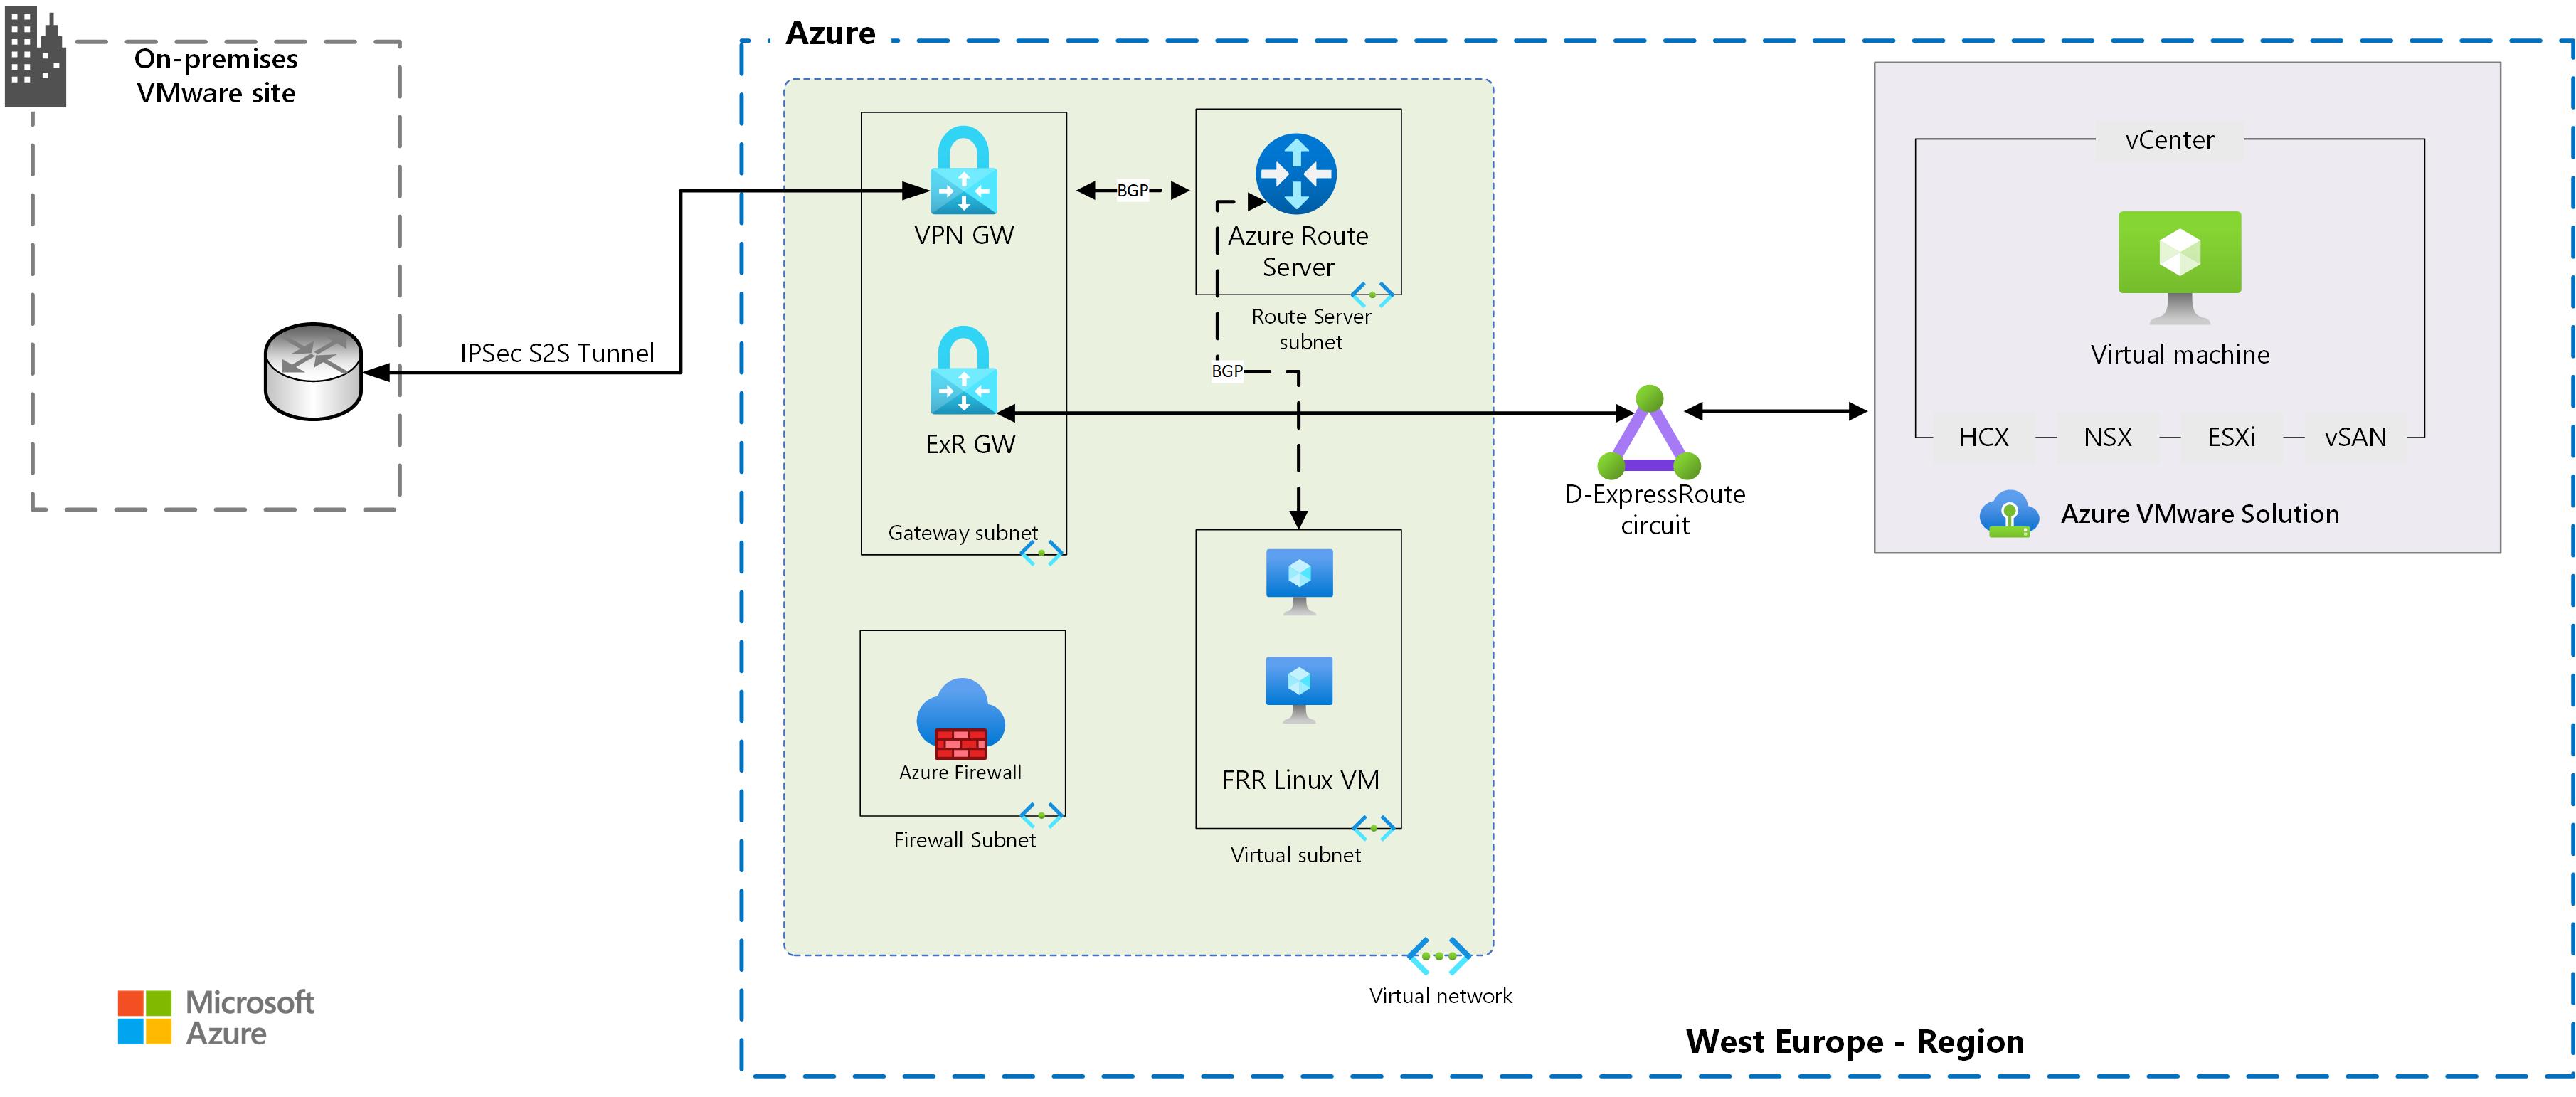 On-premises
VMware site
IPSec S2S Tunnel
Azure
VPN GW
BGP
Azure Route
Server
Route Server
subnet
BGP
ExR GW
Gateway subnet
Azure Firewall
Firewall Subnet
FRR Linux VM
Virtual subnet
Virtual network
D-ExpressRoute
circuit
vCenter
Virtual machine
HCX
NSX
ESXi
vSAN
Azure VMware Solution
West Europe - Region
Microsoft
Azure